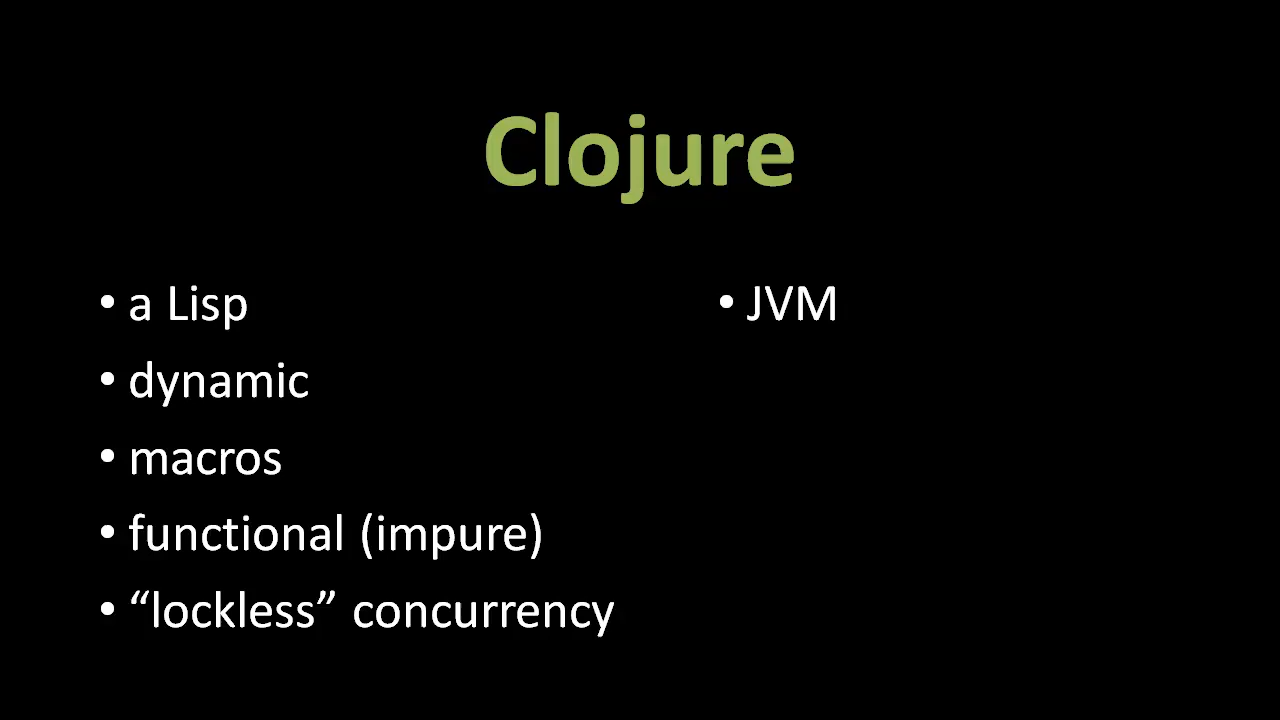 Clojure
• a Lisp
• dynamic
• macros
• functional (impure)
• “lockless” concurrency
• JVM